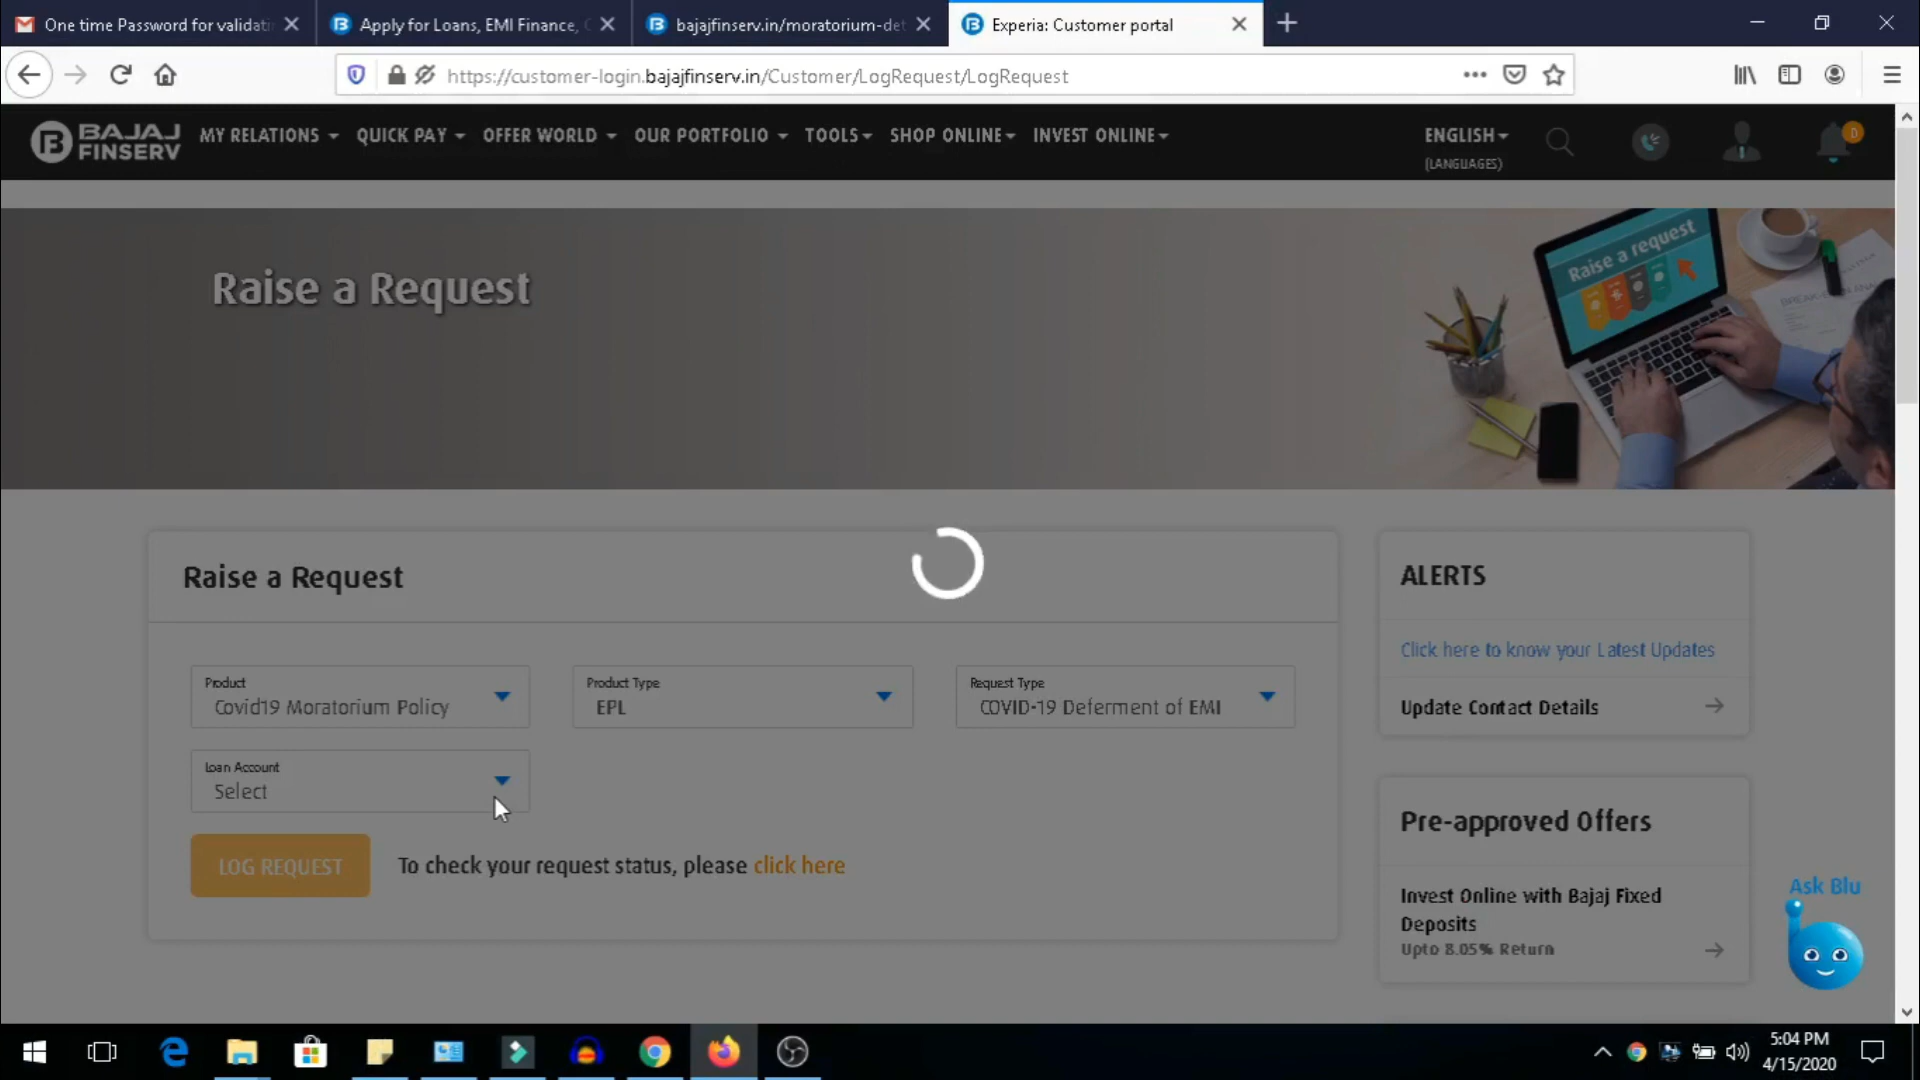 One time Password for validati
Apply for Loans, EMI Finance, C
bajajfinserv.in/moratorium-det
Experia: Customer portal
https://customer-login.bajajfinserv.in/Customer/LogRequest/LogRequest
BAJAJ
FINSERV
MY RELATIONS
QUICK PAY
OFFER WORLD
OUR PORTFOLIO
TOOLS
SHOP ONLINE
INVEST ONLINE
ENGLISH
(LANGUAGES)
0
Raise a Request
Raise a request
Raise a Request
Product
Covid19 Moratorium Policy
Product Type
EPL
Request Type
COVID-19 Deferment of EMI
Loan Account
Select
LOG REQUEST
To check your request status, please click here
ALERTS
Click here to know your Latest Updates
Update Contact Details
Pre-approved Offers
Invest Online with Bajaj Fixed
Deposits
Upto 8.05% Return
Ask Blu
5:04 PM
4/15/2020